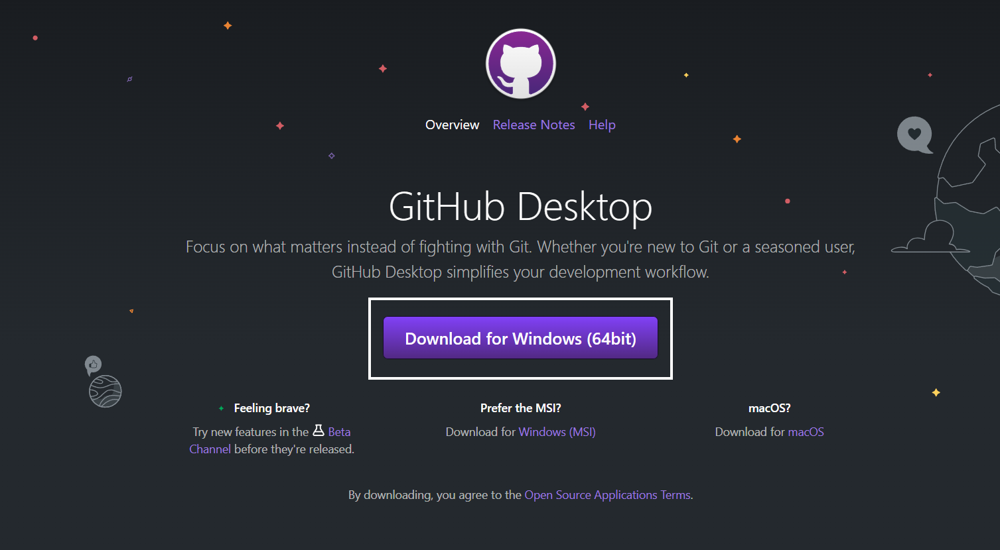 Overview Release Notes Help
GitHub Desktop
Focus on what matters instead of fighting with Git. Whether you're new to Git or a seasoned user,
GitHub Desktop simplifies your development workflow.
Download for Windows (64bit)
Feeling brave?
Try new features in the Beta
Channel before they're released.
Prefer the MSI?
Download for Windows (MSI)
macOS?
Download for macOS
By downloading, you agree to the Open Source Applications Terms.